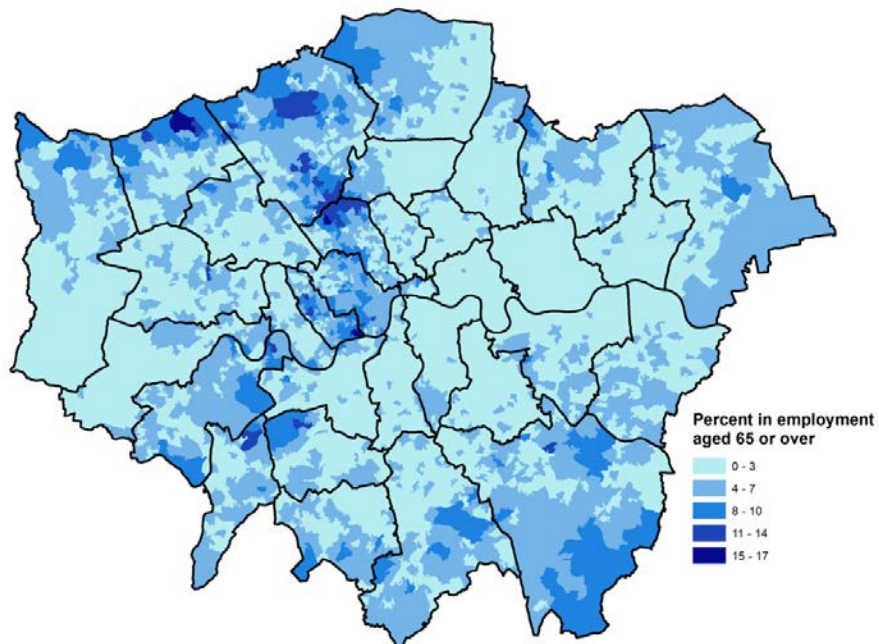 Percent in employment
aged 65 or over
0 - 3
4 - 7
8 - 10
11 - 14
15 - 17